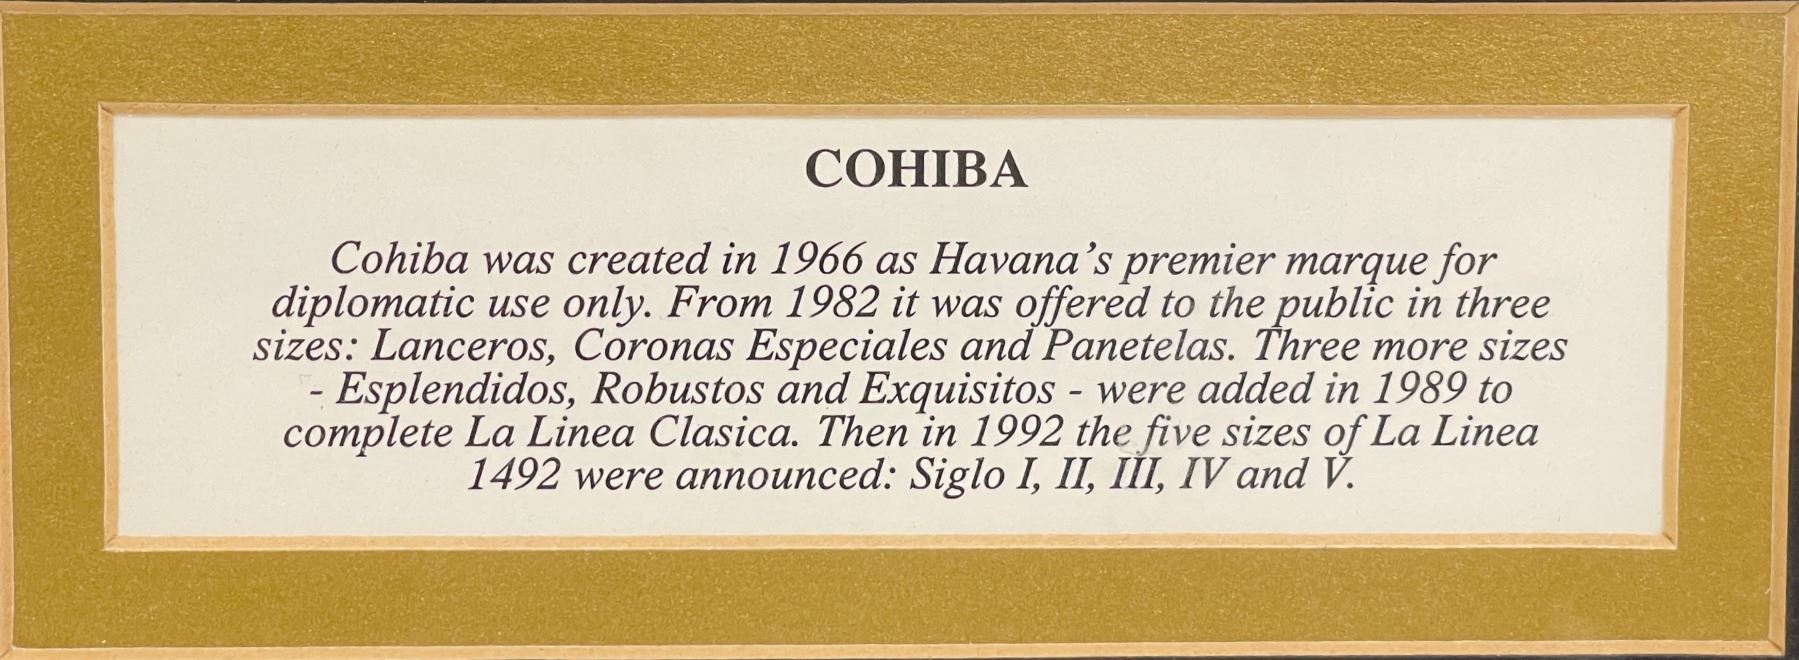 COHIBA
Cohiba was created in 1966 as Havana's premier marque for
diplomatic use only. From 1982 it was offered to the public in three
sizes: Lanceros, Coronas Especiales and Panetelas. Three more sizes
- Esplendidos, Robustos and Exquisitos - were added in 1989 to
complete La Linea Clasica. Then in 1992 the five sizes of La Linea
1492 were announced: Siglo I, II, III, IV and V.